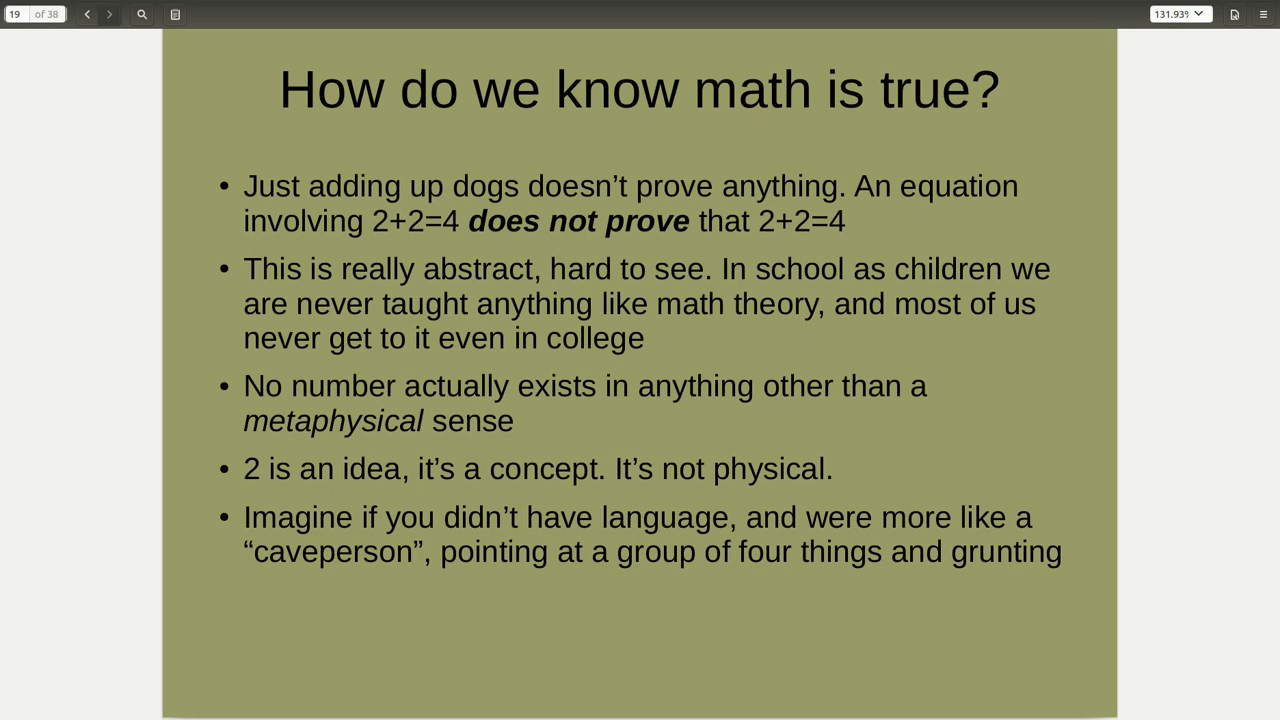 19 of 38
131.93%
How do we know math is true?
• Just adding up dogs doesn’t prove anything. An equation
involving 2+2=4 does not prove that 2+2=4
• This is really abstract, hard to see. In school as children we
are never taught anything like math theory, and most of us
never get to it even in college
• No number actually exists in anything other than a
metaphysical sense
• 2 is an idea, it’s a concept. It’s not physical.
• Imagine if you didn’t have language, and were more like a
“caveperson”, pointing at a group of four things and grunting